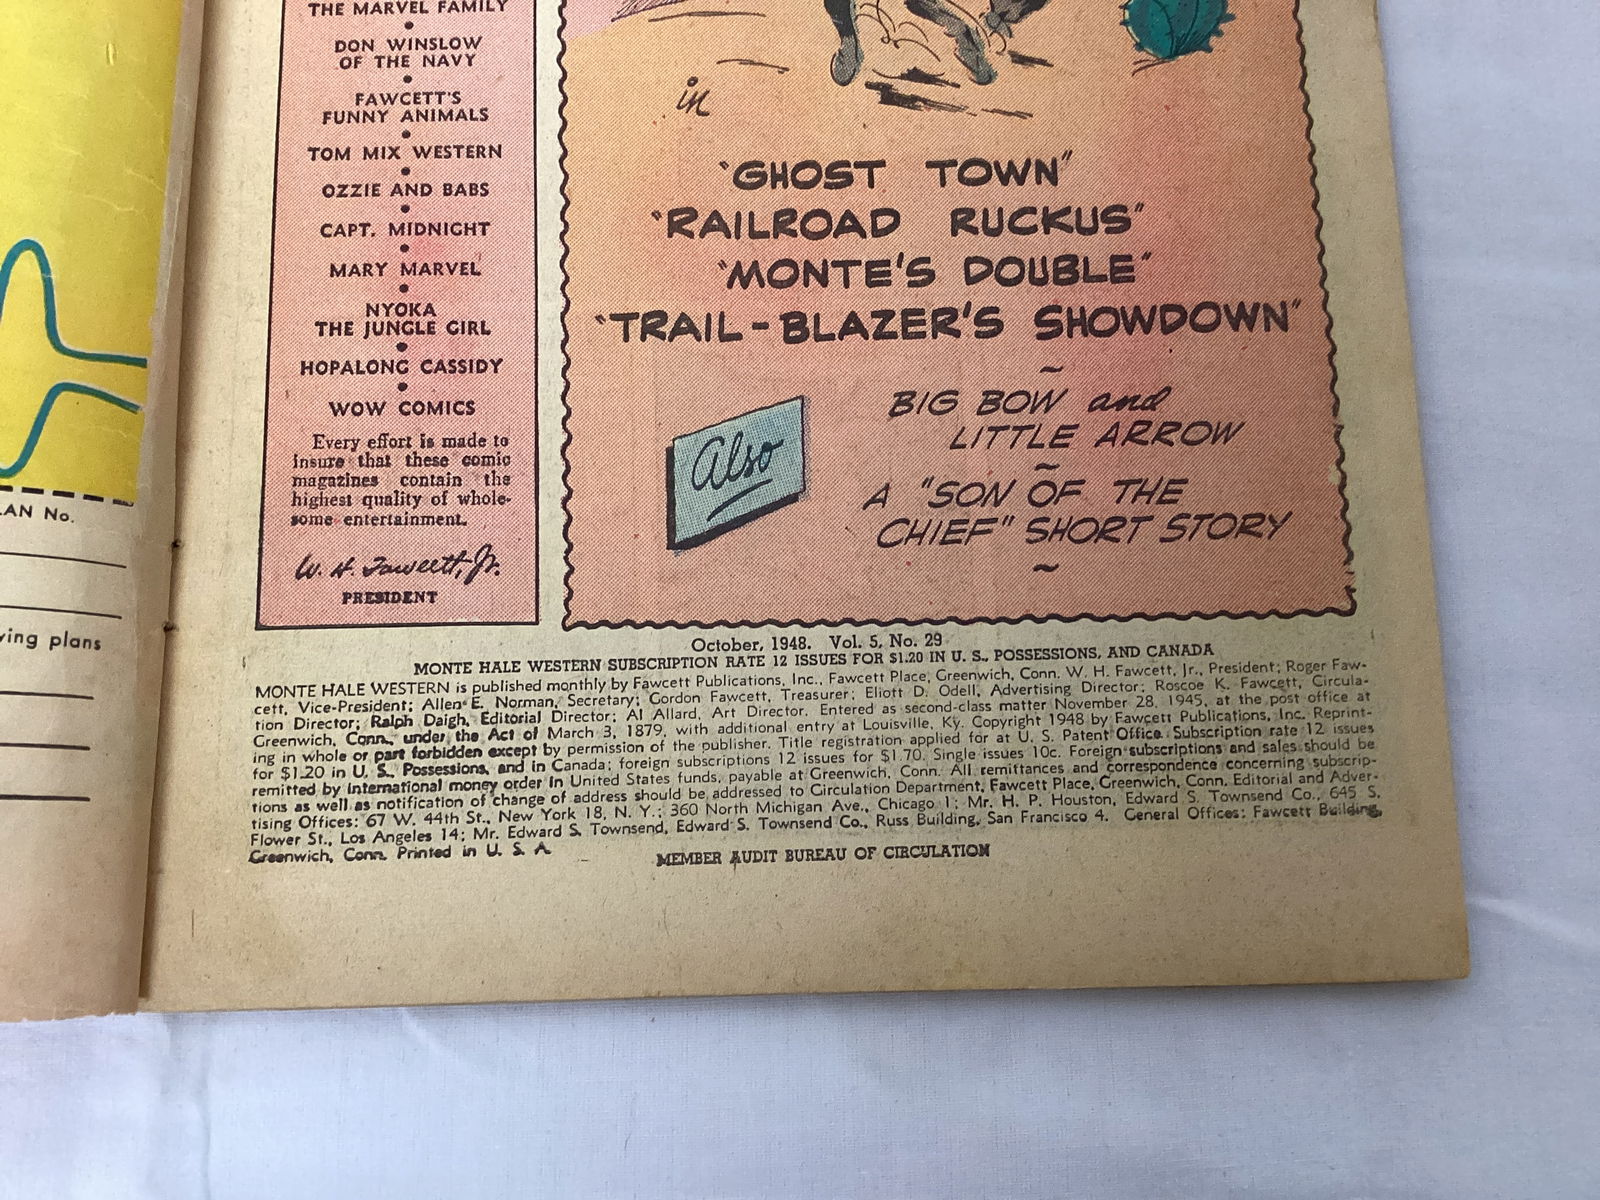 THE MARVEL FAMILY
DON WINSLOW
OF THE NAVY
FAWCETT'S
FUNNY ANIMALS
TOM MIX WESTERN
OZZIE AND BABS
CAPT. MIDNIGHT
MARY MARVEL
NYOKA
THE JUNGLE GIRL
HOPALONG CASSIDY
WOW COMICS
Every effort is made to
insure that these comic
magazines contain the
highest quality of whole-
some entertainment.
W. H. Fawcett, Jr.
PRESIDENT
in
"GHOST TOWN"
"RAILROAD RUCKUS"
"MONTE'S DOUBLE"
"TRAIL-BLAZER'S SHOWDOWN"
Also
BIG BOW and
LITTLE ARROW
A "SON OF THE
CHIEF" SHORT STORY
LAN No.
ying plans
October, 1948. Vol. 5, No. 29
MONTE HALE WESTERN SUBSCRIPTION RATE 12 ISSUES FOR $1.20 IN U. S., POSSESSIONS, AND CANADA
MONTE HALE WESTERN is published monthly by Fawcett Publications, Inc., Fawcett Place, Greenwich, Conn. W. H. Fawcett, Jr., President; Roger Faw-
cett, Vice-President; Allen E. Norman, Secretary; Gordon Fawcett, Treasurer; Eliott D. Odell, Advertising Director; Roscoe K. Fawcett, Circula-
tion Director; Ralph Daigh, Editorial Director; Al Allard, Art Director. Entered as second-class matter November 28, 1945, at the post office at
Greenwich, Conn., under the Act of March 3, 1879, with additional entry at Louisville, Ky. Copyright 1948 by Fawcett Publications, Inc. Reprint-
ing in whole or part forbidden except by permission of the publisher. Title registration applied for at U. S. Patent Office. Subscription rate 12 issues
for $1.20 in U. S., Possessions, and in Canada; foreign subscriptions 12 issues for $1.70. Single issues 10c. Foreign subscriptions and sales should be
remitted by International money order in United States funds, payable at Greenwich, Conn. All remittances and correspondence concerning subscrip-
tions as well as notification of change of address should be addressed to Circulation Department, Fawcett Place, Greenwich, Conn. Editorial and Adver-
tising Offices: 67 W. 44th St., New York 18, N. Y.; 360 North Michigan Ave., Chicago 1; Mr. H. P. Houston, Edward S. Townsend Co., 645 S.
Flower St., Los Angeles 14; Mr. Edward S. Townsend, Edward S. Townsend Co., Russ Building, San Francisco 4. General Offices: Fawcett Building,
Greenwich, Conn. Printed in U. S. A.
MEMBER AUDIT BUREAU OF CIRCULATION